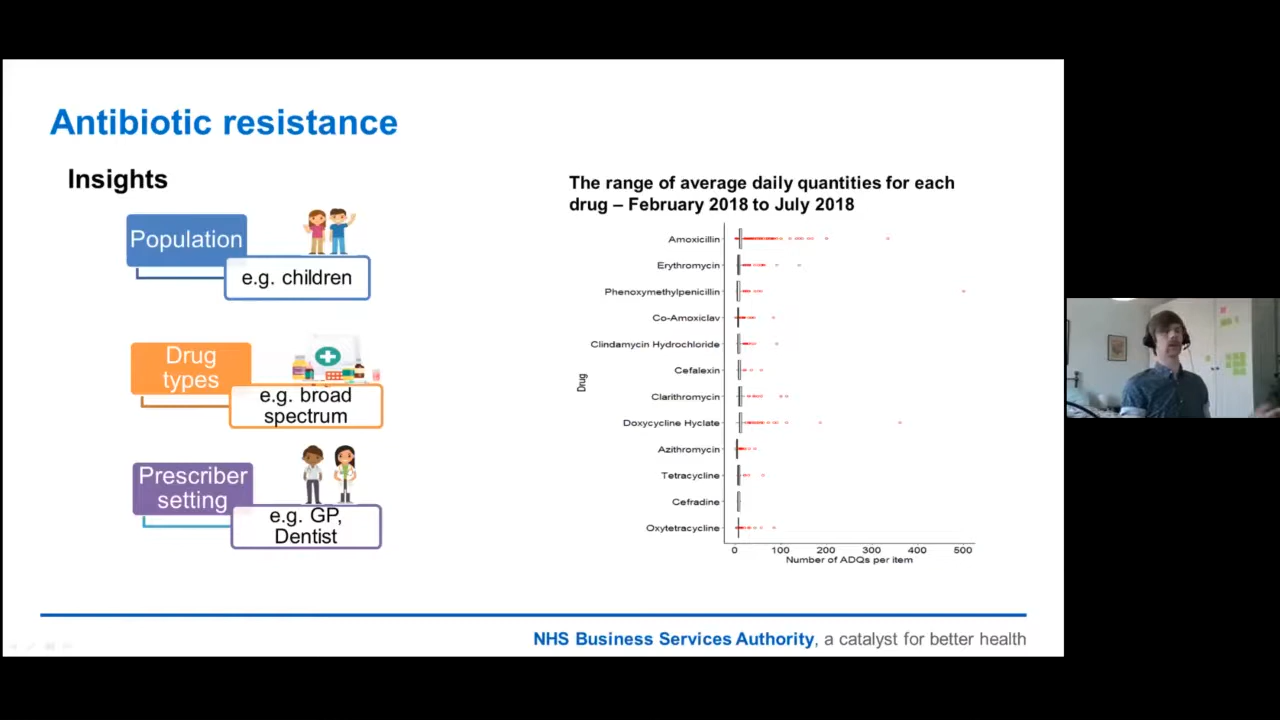 Antibiotic resistance
Insights
Population
e.g. children
Drug
types
e.g. broad
spectrum
Prescriber
setting
e.g. GP,
Dentist
The range of average daily quantities for each
drug – February 2018 to July 2018
Drug
Amoxicillin
Erythromycin
Phenoxymethylpenicillin
Co-Amoxiclav
Clindamycin Hydrochloride
Cefalexin
Clarithromycin
Doxycycline Hyclate
Azithromycin
Tetracycline
Cefradine
Oxytetracycline
0 100 200 300 400 500
Number of ADQs per item
NHS Business Services Authority, a catalyst for better health